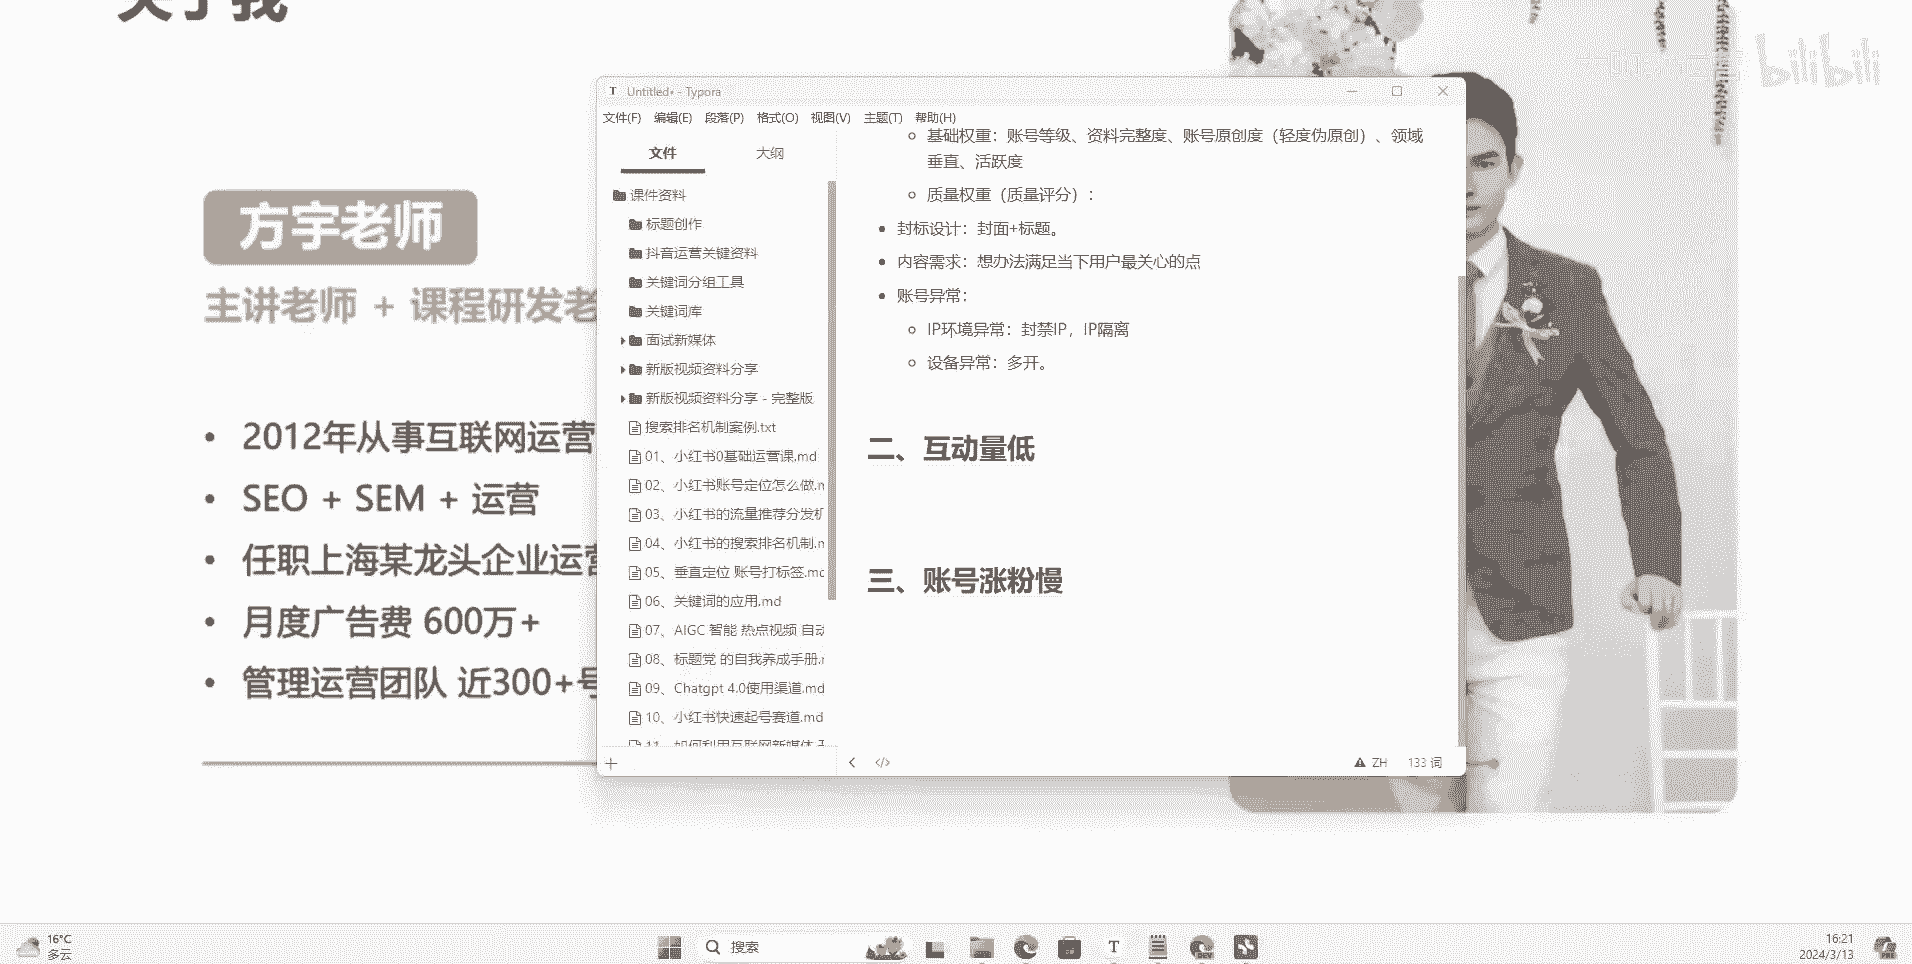 关于我
bilibili
方宇老师
主讲老师 + 课程研发老
2012年从事互联网运营
SEO + SEM + 运营
任职上海某龙头企业运营
月度广告费 600万+
管理运营团队 近300+号
Untitled• - Typora
文件(F) 编辑(E) 段落(P) 格式(O) 视图(V) 主题(T) 帮助(H)
文件 大纲
课件资料
标题创作
抖音运营关键资料
关键词分组工具
关键词库
面试新媒体
新版视频资料分享
新版视频资料分享 - 完整版
搜索排名机制案例.txt
01、小红书0基础运营课.md
02、小红书账号定位怎么做.m
03、小红书的流量推荐分发机
04、小红书的搜索排名机制.m
05、垂直定位 账号打标签.md
06、关键词的应用.md
07、AIGC 智能 热点视频 自动
08、标题党 的自我养成手册.m
09、Chatgpt 4.0使用渠道.md
10、小红书快速起号赛道.md
11、如何利用互联网新媒体
基础权重：账号等级、资料完整度、账号原创度（轻度伪原创）、领域
垂直、活跃度
质量权重（质量评分）：
封标设计：封面+标题。
内容需求：想办法满足当下用户最关心的点
账号异常：
IP环境异常：封禁IP，IP隔离
设备异常：多开。
二、互动量低
三、账号涨粉慢
ZH 133 词
16°C
多云
搜索
16:21
2024/3/13